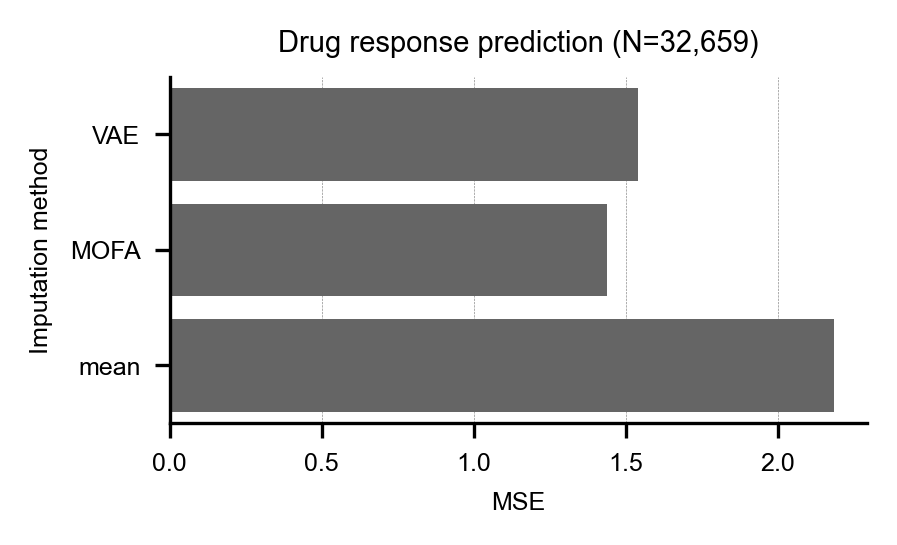 Drug response prediction (N=32,659)
Imputation method
VAE
MOFA
mean
0.0 0.5 1.0 1.5 2.0
MSE